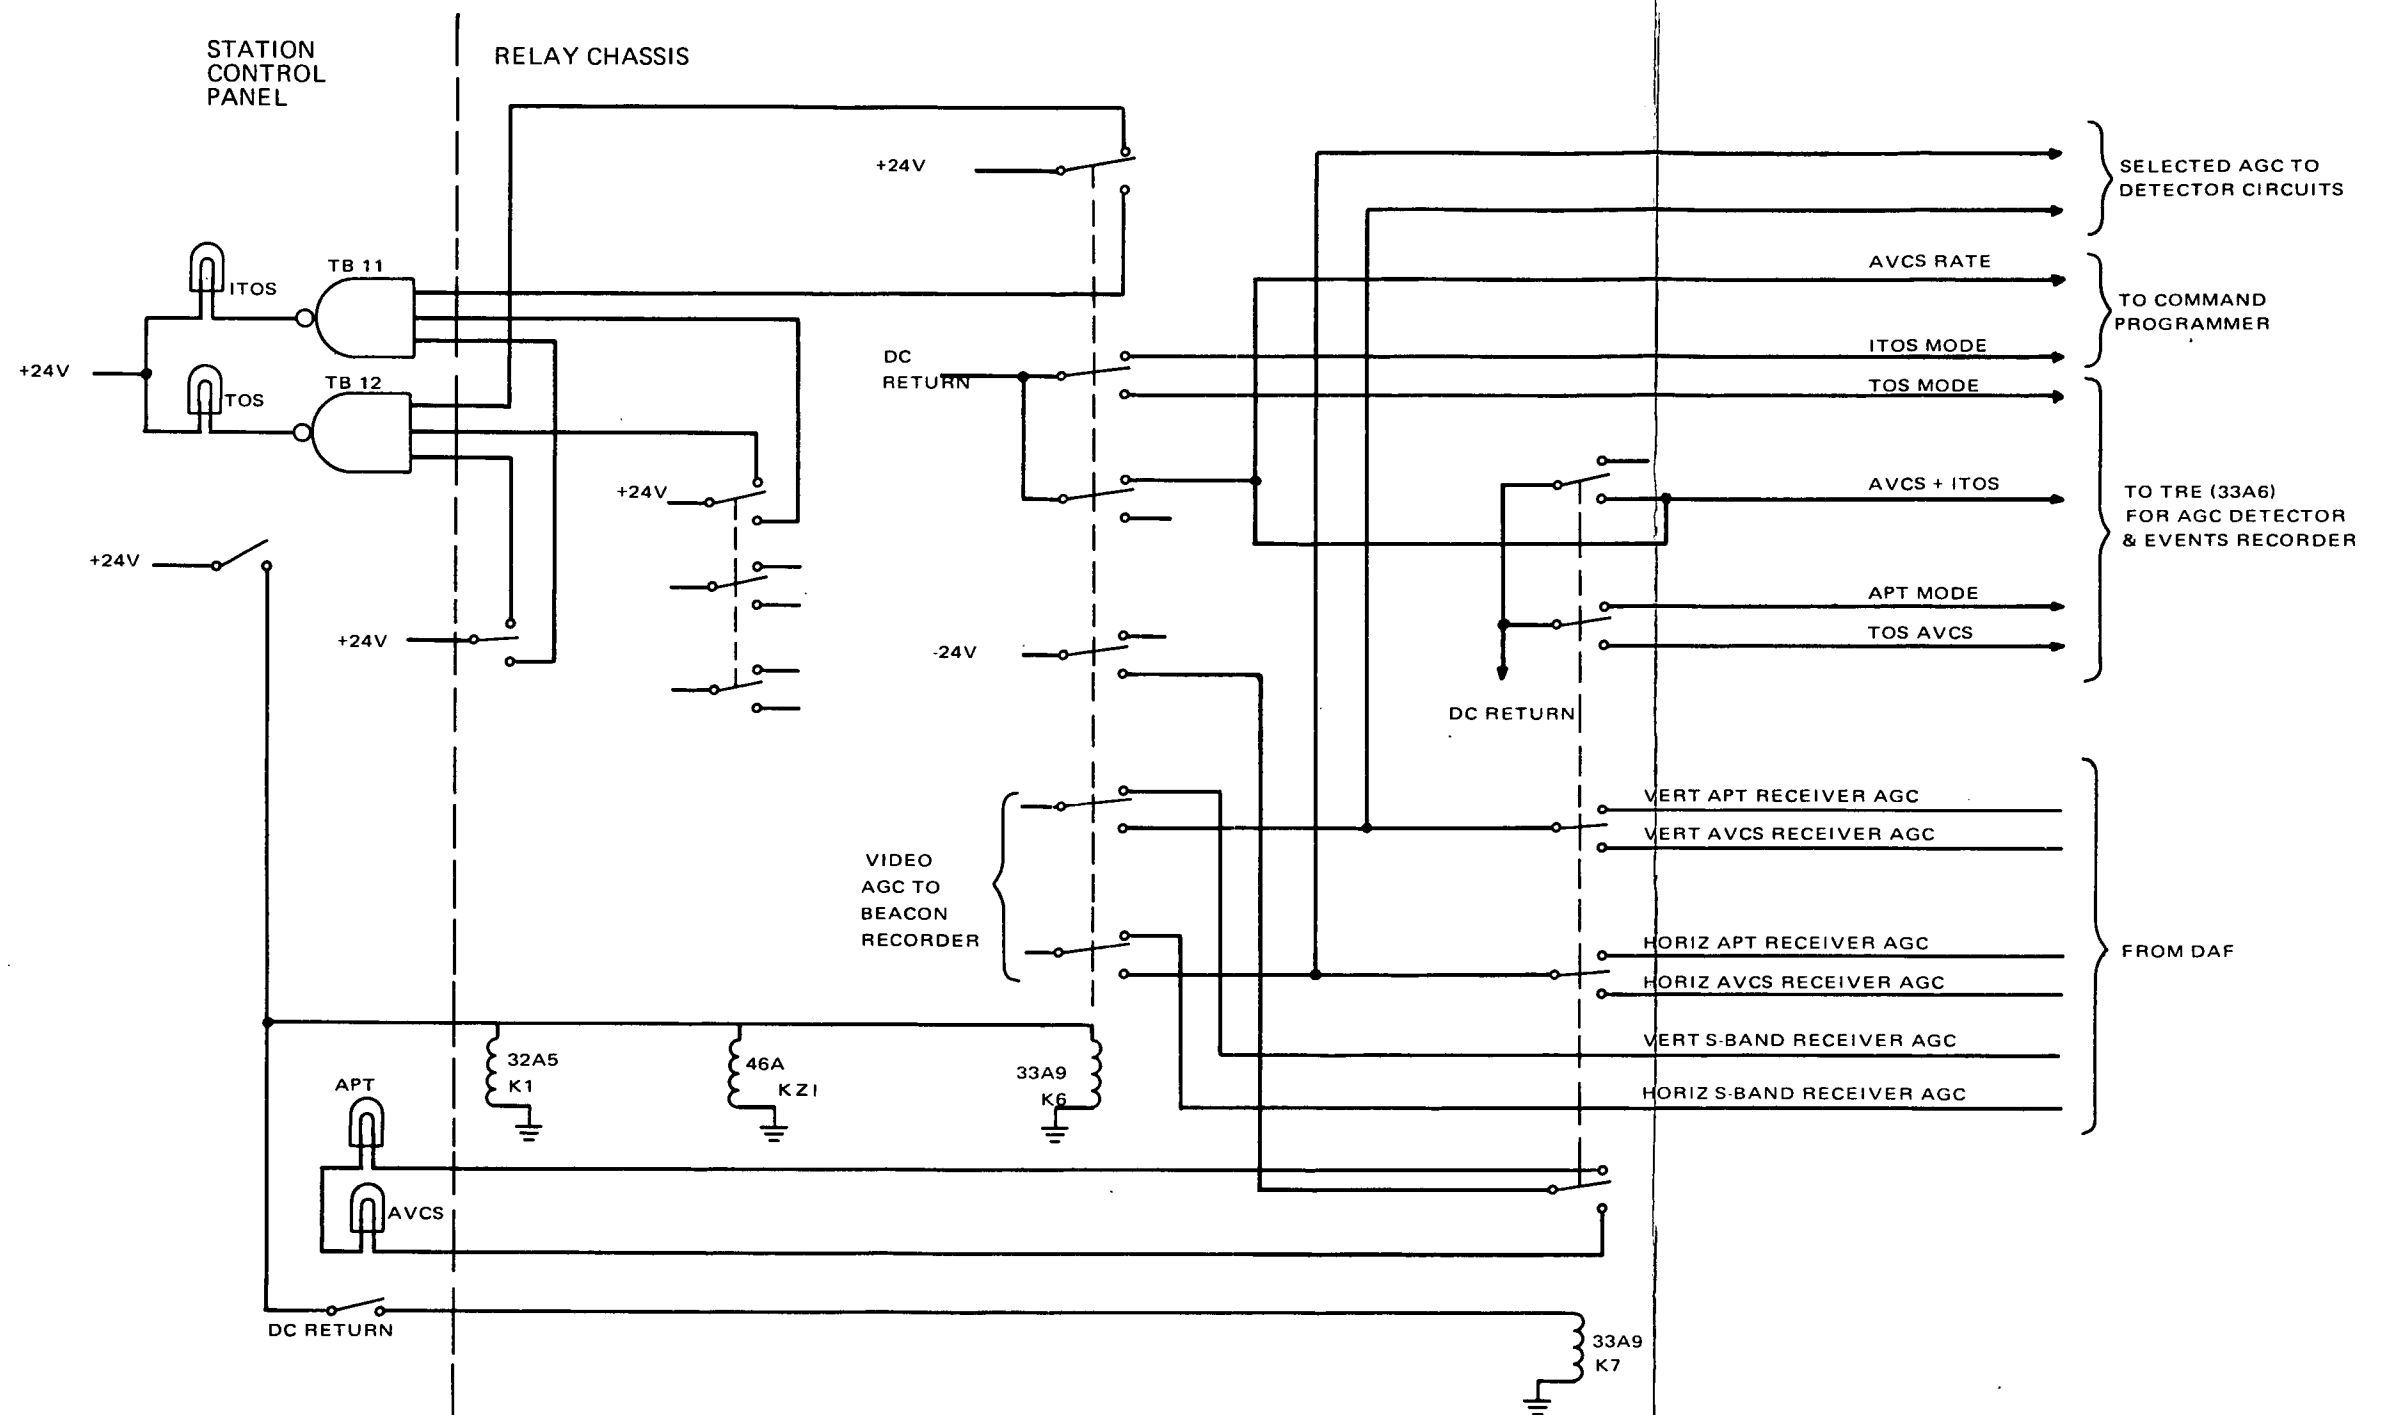 STATION
CONTROL
PANEL
RELAY CHASSIS
+24V
SELECTED AGC TO
DETECTOR CIRCUITS
TB 11
ITOS
AVCS RATE
TO COMMAND
PROGRAMMER
ITOS MODE
DC
RETURN
+24V
TB 12
TOS
TOS MODE
+24V
AVCS + ITOS
TO TRE (33A6)
FOR AGC DETECTOR
& EVENTS RECORDER
+24V
APT MODE
TOS AVCS
+24V
-24V
DC RETURN
VERT APT RECEIVER AGC
VERT AVCS RECEIVER AGC
VIDEO
AGC TO
BEACON
RECORDER
HORIZ APT RECEIVER AGC
FROM DAF
HORIZ AVCS RECEIVER AGC
VERT S-BAND RECEIVER AGC
32A5
K1
46A
KZ1
33A9
K6
HORIZ S-BAND RECEIVER AGC
APT
AVCS
DC RETURN
33A9
K7